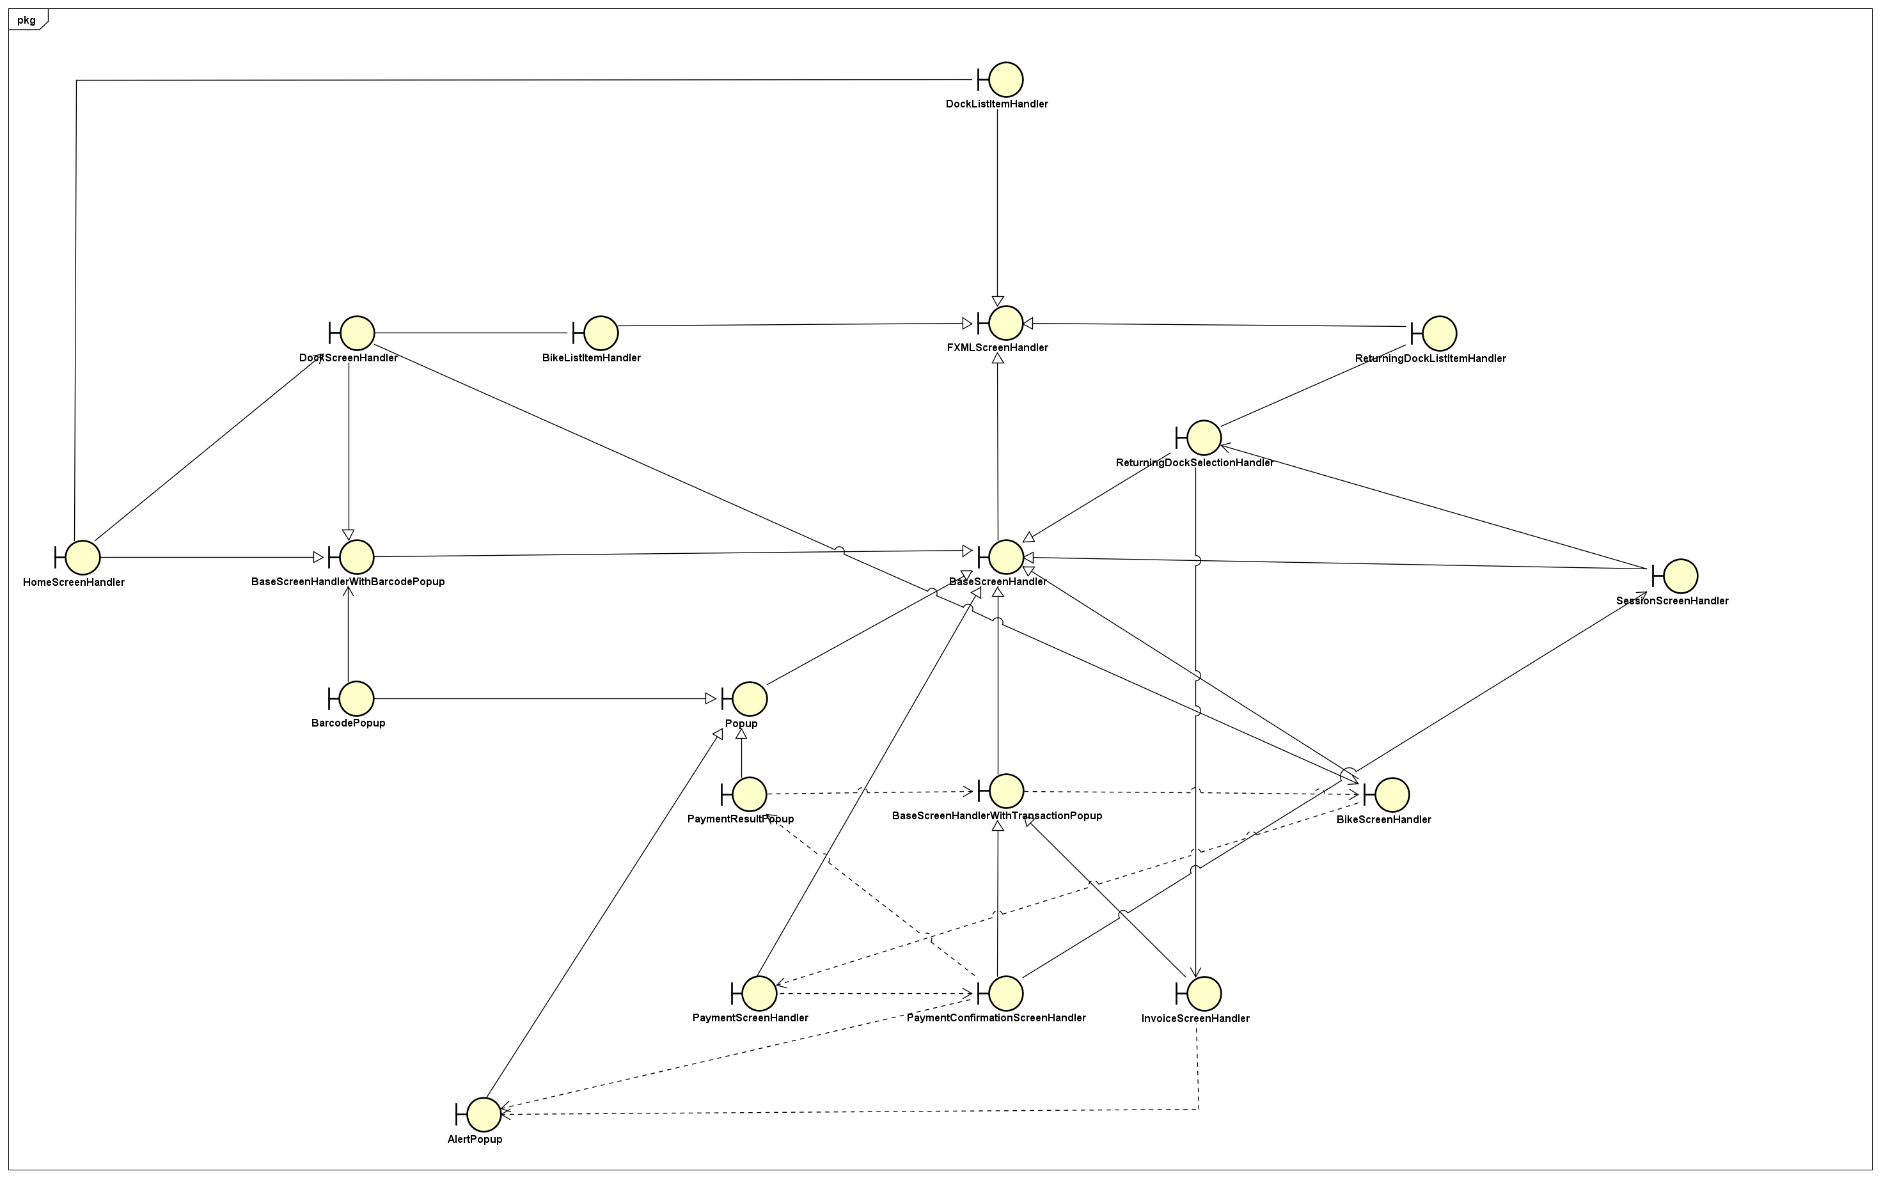 pkg
DockListItemHandler
FXMLScreenHandler
DockScreenHandler
BikeListItemHandler
ReturningDockListItemHandler
ReturningDockSelectionHandler
HomeScreenHandler
BaseScreenHandlerWithBarcodePopup
BaseScreenHandler
SessionScreenHandler
BarcodePopup
Popup
PaymentResultPopup
BaseScreenHandlerWithTransactionPopup
BikeScreenHandler
PaymentScreenHandler
PaymentConfirmationScreenHandler
InvoiceScreenHandler
AlertPopup